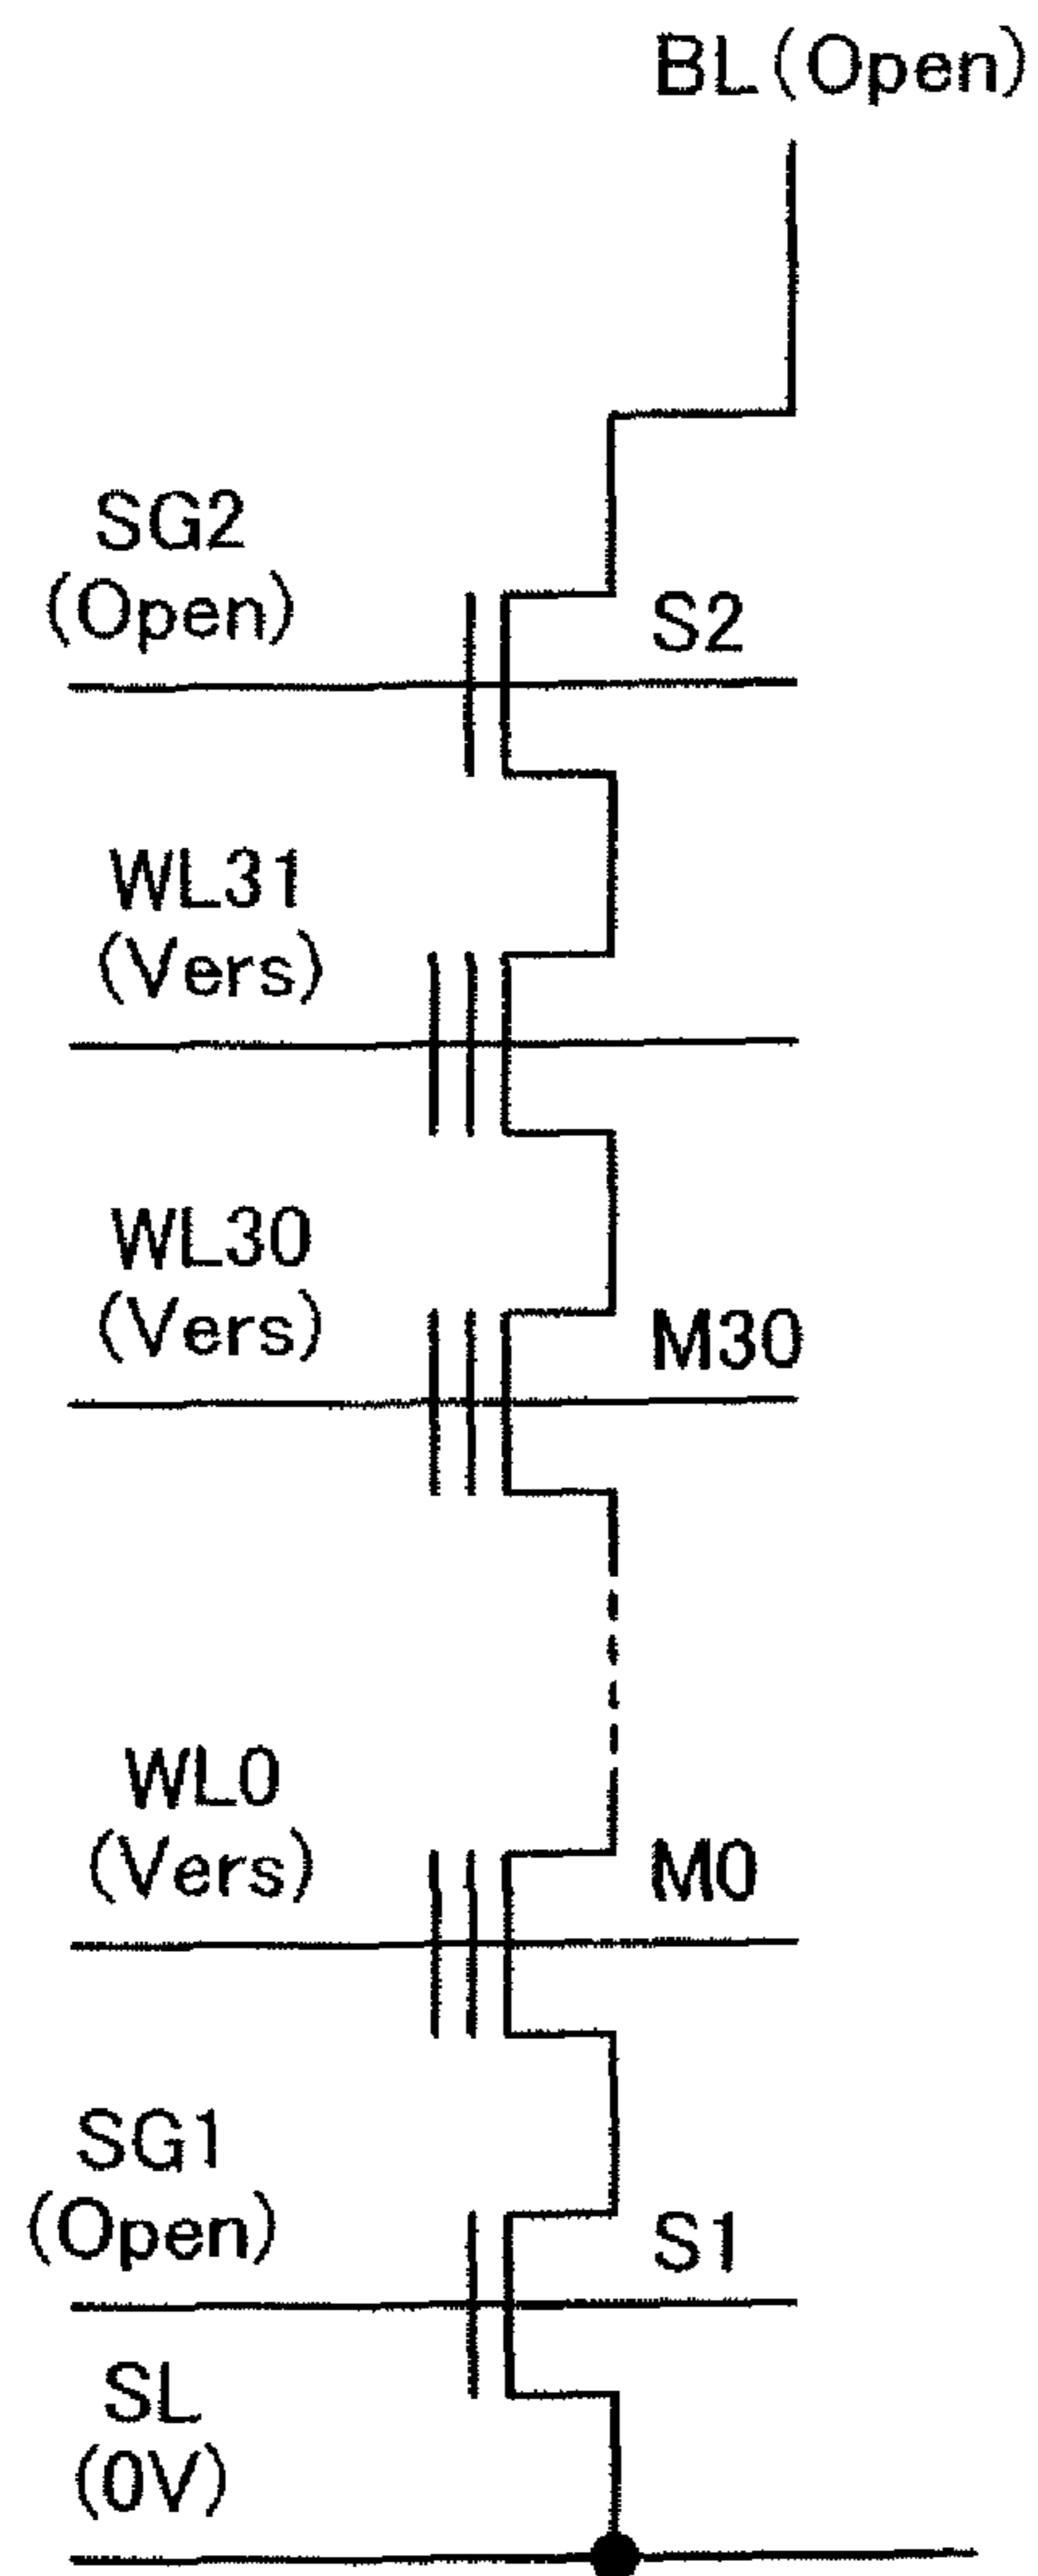 BL(Open)
SG2
(Open)
S2
WL31
(Vers)
WL30
(Vers)
M30
WL0
(Vers)
M0
SG1
(Open)
S1
SL
(0V)